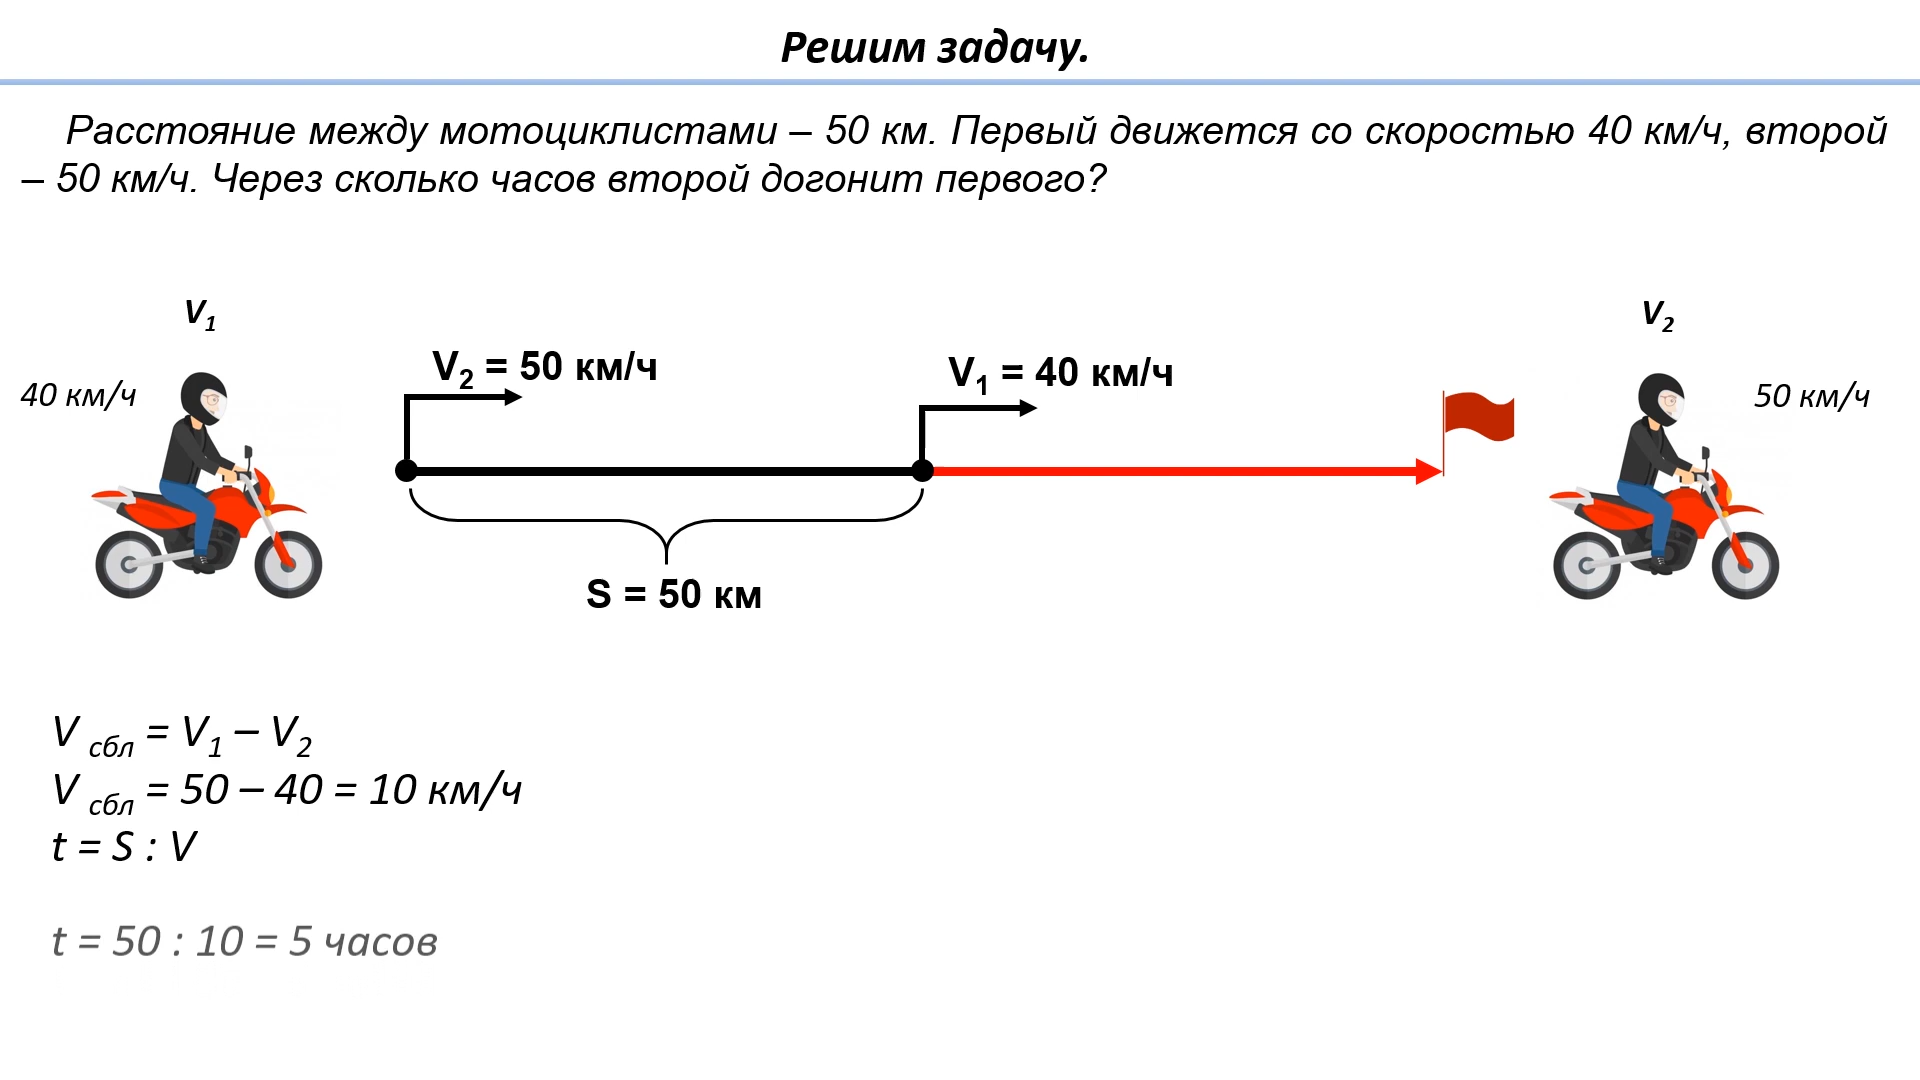 Решим задачу.
Расстояние между мотоциклистами – 50 км. Первый движется со скоростью 40 км/ч, второй
– 50 км/ч. Через сколько часов второй догонит первого?
V1
V2
40 км/ч
V2 = 50 км/ч
V1 = 40 км/ч
50 км/ч
S = 50 км
V сбл = V1 – V2
V сбл = 50 – 40 = 10 км/ч
t = S : V
t = 50 : 10 = 5 часов